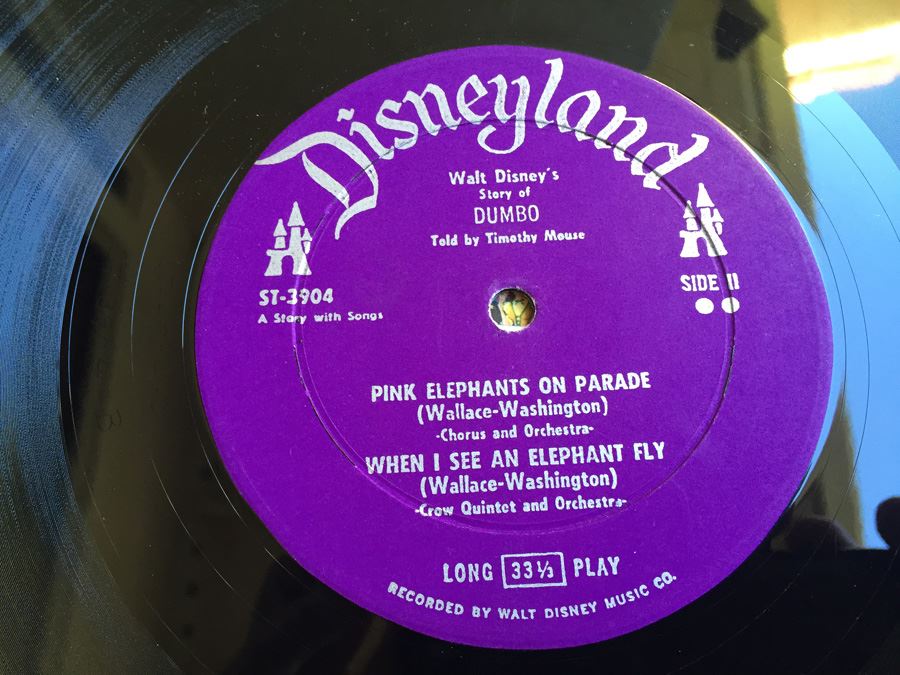 Disneyland
Walt Disney's
Story of
DUMBO
Told by Timothy Mouse
ST-3904
A Story with Songs
SIDE II
PINK ELEPHANTS ON PARADE
(Wallace-Washington)
-Chorus and Orchestra-
WHEN I SEE AN ELEPHANT FLY
(Wallace-Washington)
-Crow Quintet and Orchestra-
LONG 33⅓ PLAY
RECORDED BY WALT DISNEY MUSIC CO.